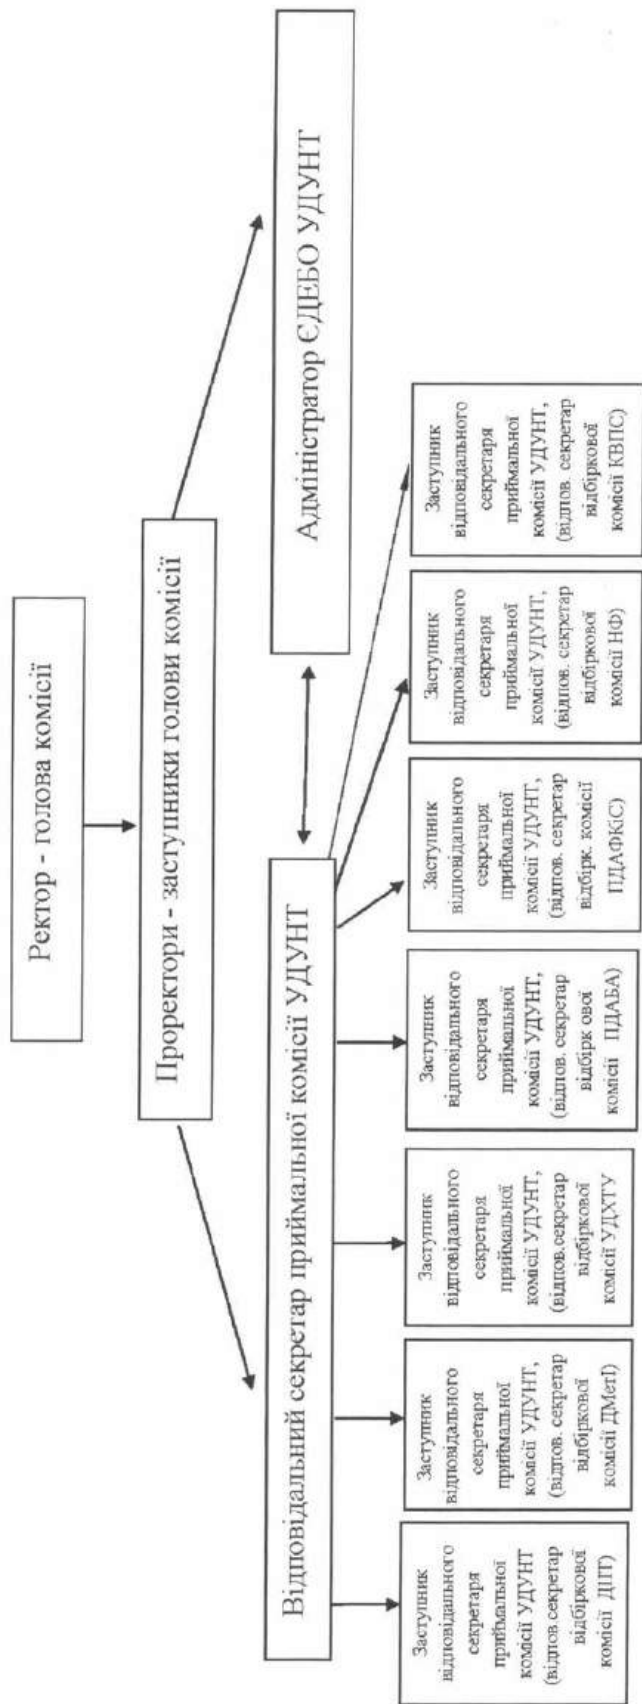 Ректор - голова комісії
Проректори - заступники голови комісії
Відповідальний секретар приймальної комісії УДУНТ
Адміністратор ЄДЕБО УДУНТ
Заступник
відповідального
секретаря
приймальної
комісії УДУНТ
(відпов.секретар
відбіркової
комісії ДІІТ)
Заступник
відповідального
секретаря
приймальної
комісії УДУНТ,
(відпов. секретар
відбіркової
комісії ДМетІ)
Заступник
відповідального
секретаря
приймальної
комісії УДУНТ,
(відпов.секретар
відбіркової
комісії УДХТУ
Заступник
відповідального
секретаря
приймальної
комісії УДУНТ,
(відпов. секретар
відбірк ової
комісії ПДАБА)
Заступник
відповідального
секретаря
приймальної
комісії УДУНТ,
(відпов. секретар
відбірк. комісії
ПДАФКіС)
Заступник
відповідального
секретаря
приймальної
комісії УДУНТ,
(відпов. секретар
відбіркової
комісії НФ)
Заступник
відповідального
секретаря
приймальної
комісії УДУНТ,
(відпов. секретар
відбіркової
комісії КВПС)